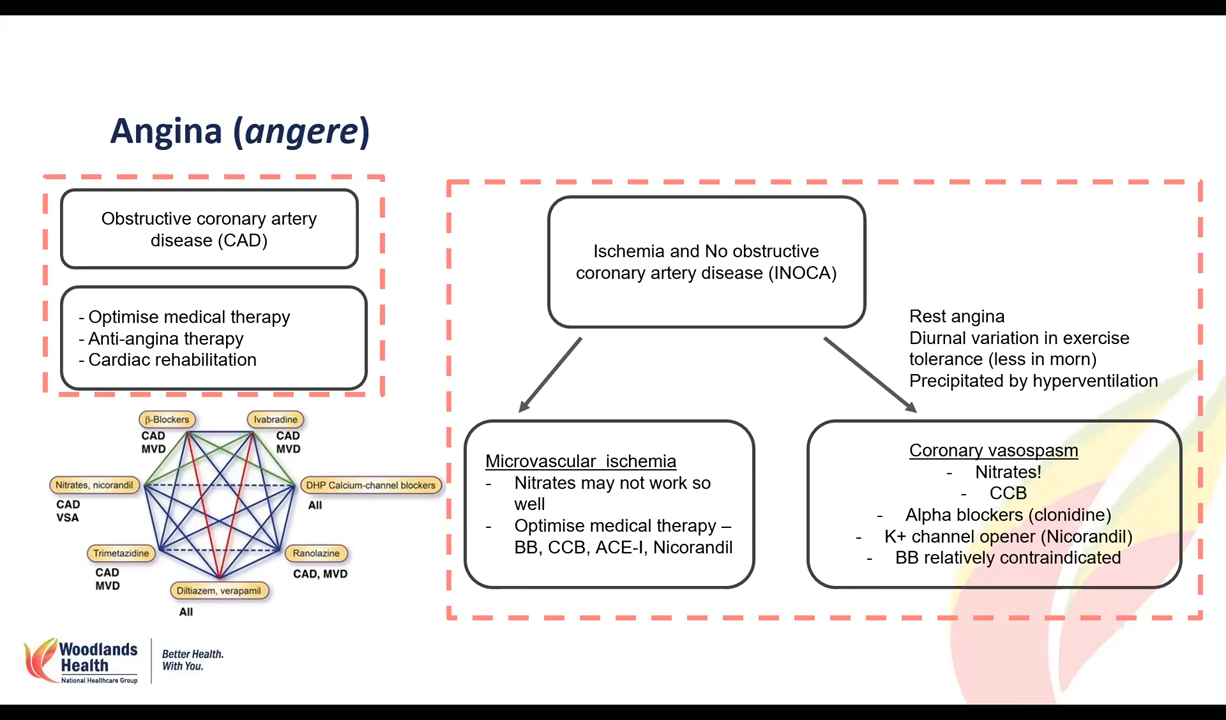 Angina (angere)
Obstructive coronary artery
disease (CAD)
- Optimise medical therapy
- Anti-angina therapy
- Cardiac rehabilitation
β-Blockers
CAD
MVD
Ivabradine
CAD
MVD
Nitrates, nicorandil
CAD
VSA
DHP Calcium-channel blockers
All
Trimetazidine
CAD
MVD
Ranolazine
CAD, MVD
Diltiazem, verapamil
All
Ischemia and No obstructive
coronary artery disease (INOCA)
Rest angina
Diurnal variation in exercise
tolerance (less in morn)
Precipitated by hyperventilation
Microvascular ischemia
- Nitrates may not work so
well
- Optimise medical therapy –
BB, CCB, ACE-I, Nicorandil
Coronary vasospasm
- Nitrates!
- CCB
- Alpha blockers (clonidine)
- K+ channel opener (Nicorandil)
- BB relatively contraindicated
Woodlands
Health
National Healthcare Group
Better Health.
With You.